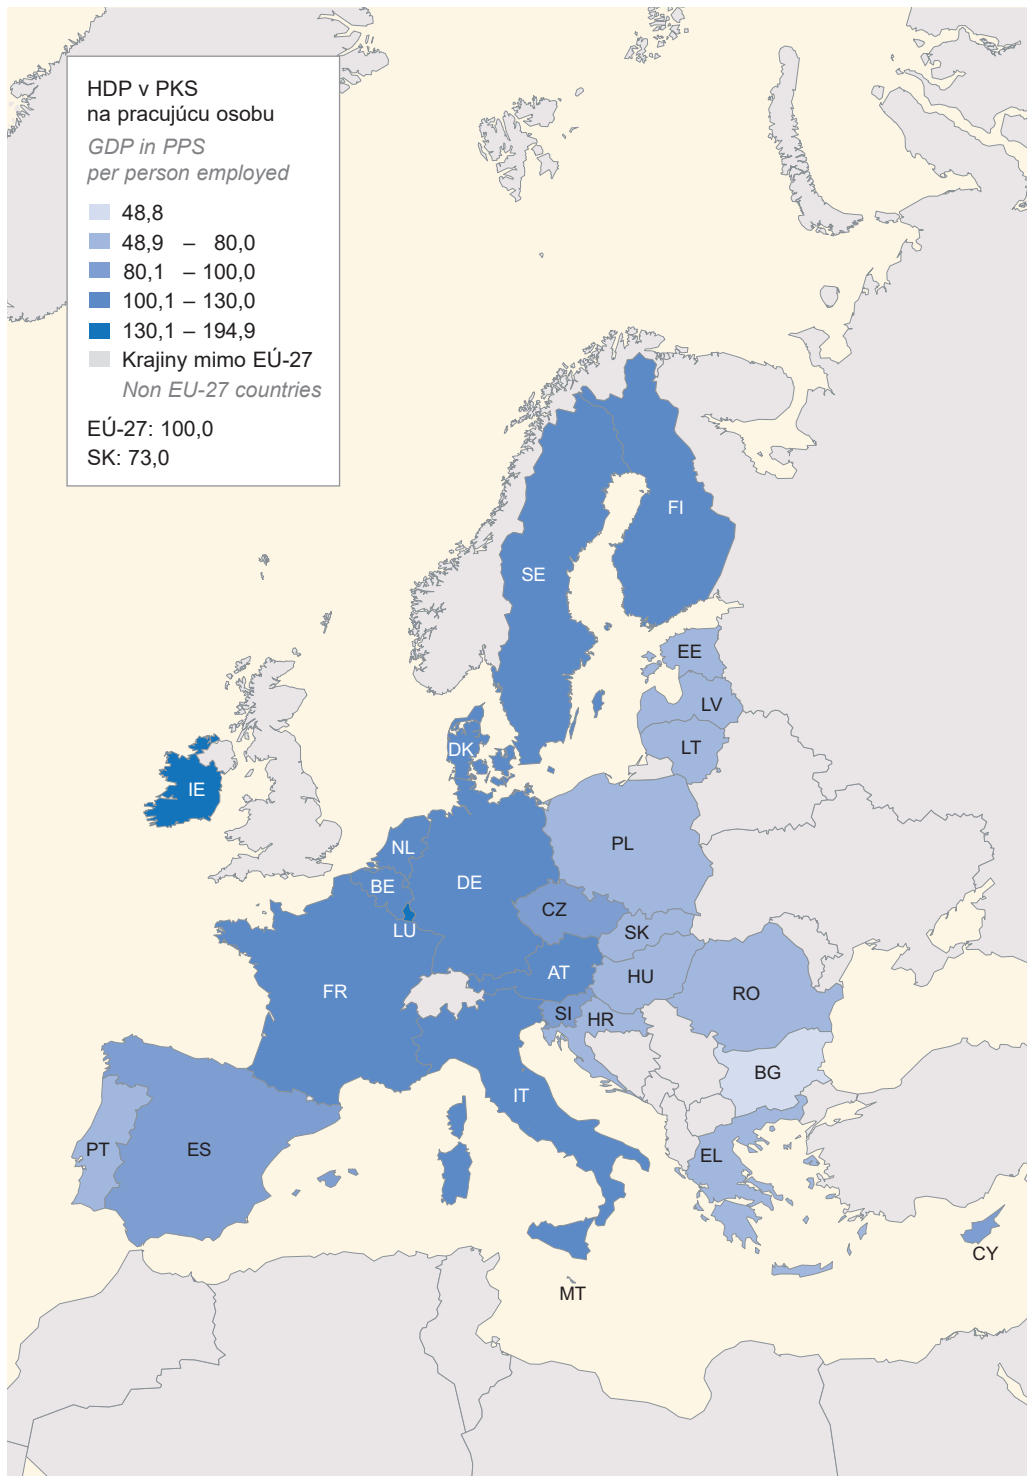 HDP v PKS
na pracujúcu osobu
GDP in PPS
per person employed
48,8
48,9 – 80,0
80,1 – 100,0
100,1 – 130,0
130,1 – 194,9
Krajiny mimo EÚ-27
Non EU-27 countries
EÚ-27: 100,0
SK: 73,0
FI
SE
EE
LV
LT
DK
IE
PL
NL
DE
BE
CZ
LU
SK
AT
HU
FR
RO
SI
HR
BG
IT
PT
ES
EL
CY
MT